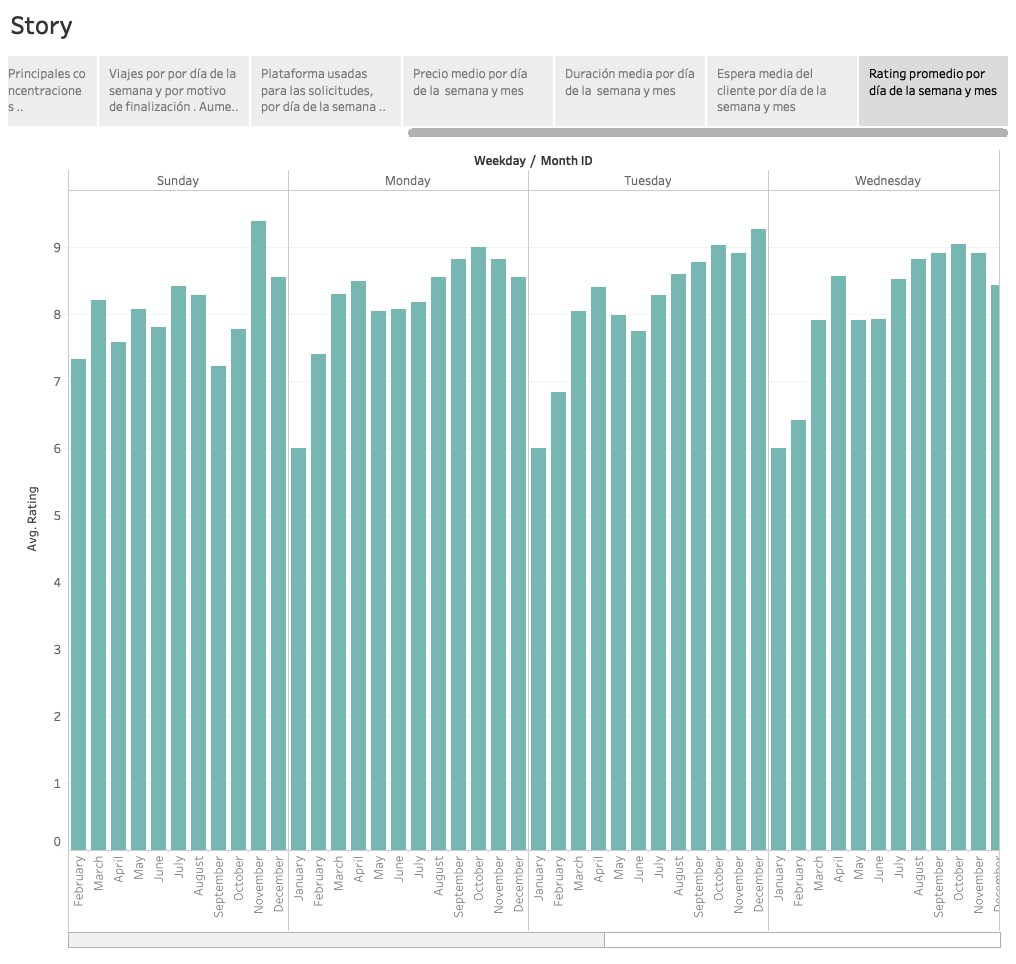 Story
Principales co
ncentracione
s ..
Viajes por por día de la
semana y por motivo
de finalización . Aume..
Plataforma usadas
para las solicitudes,
por día de la semana ..
Precio medio por día
de la  semana y mes
Duración media por día
de la  semana y mes
Espera media del
cliente por día de la
semana y mes
Rating promedio por
día de la semana y mes
Weekday / Month ID
Sunday
Monday
Tuesday
Wednesday
9
8
7
6
5
4
3
2
1
0
Avg. Rating
February
March
April
May
June
July
August
September
October
November
December
January
February
March
April
May
June
July
August
September
October
November
December
January
February
March
April
May
June
July
August
September
October
November
December
January
February
March
April
May
June
July
August
September
October
November
December